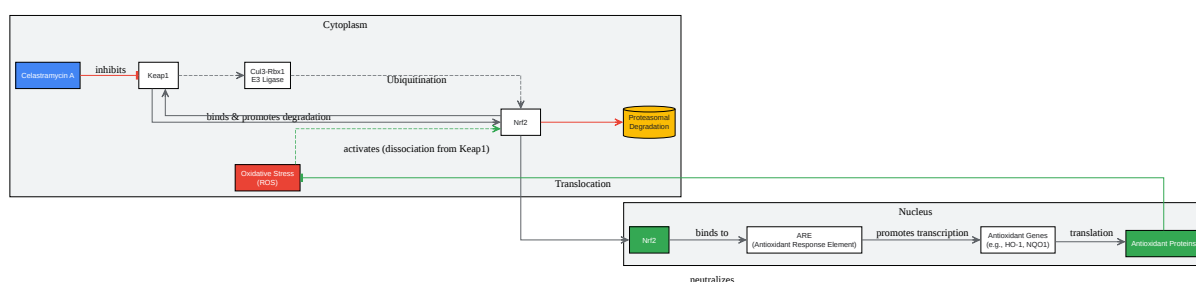 Cytoplasm
Celastramycin A
inhibits
Keap1
Cul3-Rbx1
E3 Ligase
Ubiquitination
binds & promotes degradation
Nrf2
Proteasomal
Degradation
activates (dissociation from Keap1)
Oxidative Stress
(ROS)
Translocation
Nucleus
Nrf2
binds to
ARE
(Antioxidant Response Element)
promotes transcription
Antioxidant Genes
(e.g., HO-1, NQO1)
translation
Antioxidant Proteins
neutralizes